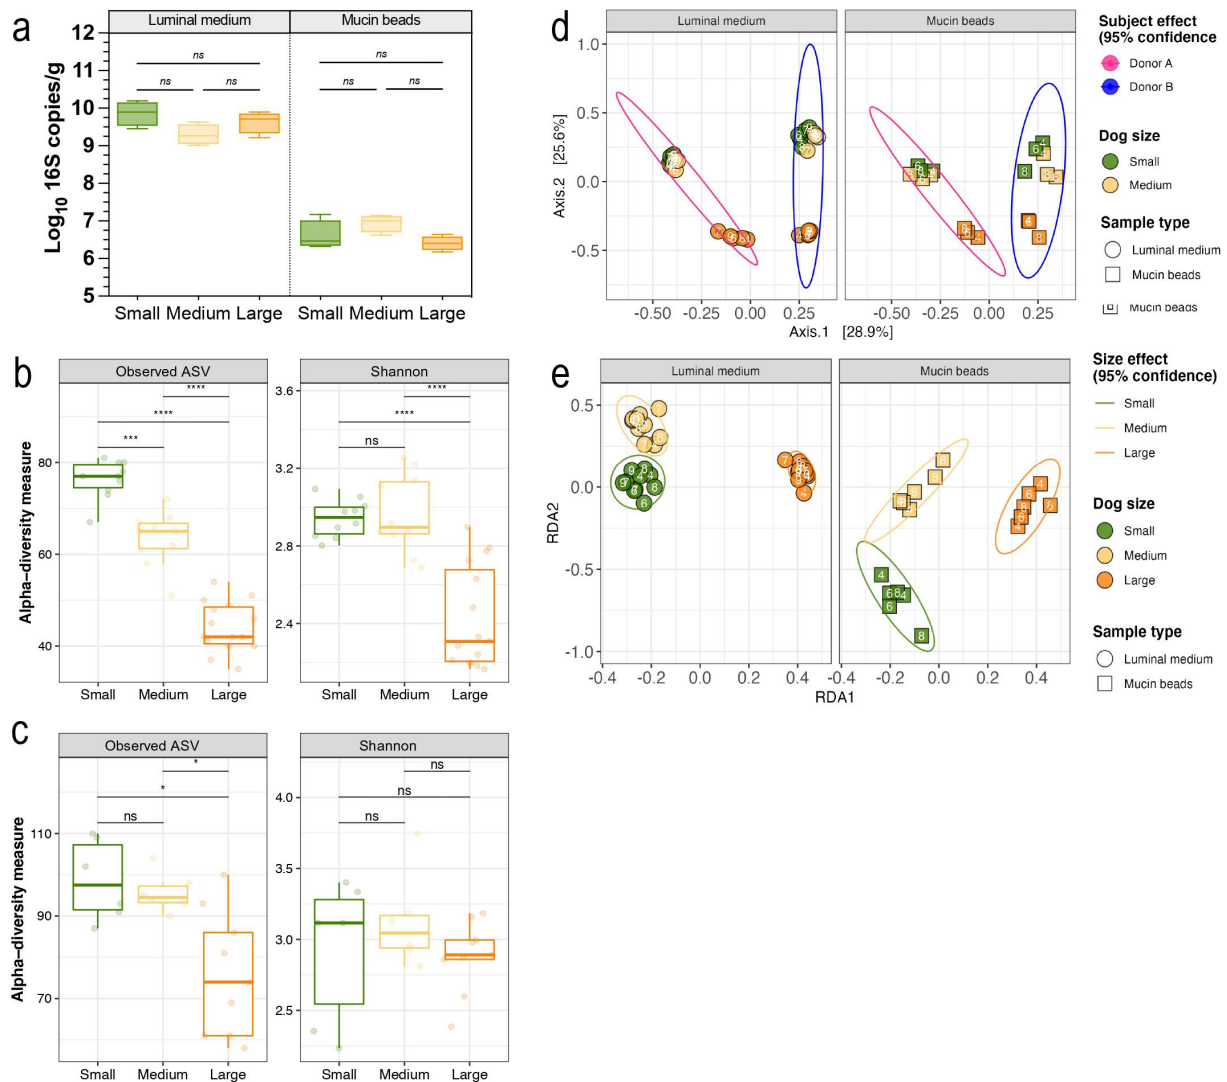 a
Luminal medium
Mucin beads
Log10 16S copies/g
12
11
10
9
8
7
6
5
ns
ns
ns
ns
ns
ns
Small Medium Large
Small Medium Large
b
Observed ASV
Shannon
Alpha–diversity measure
80
60
40
****
****
***
3.6
3.2
2.8
2.4
****
****
ns
Small Medium Large
Small Medium Large
c
Observed ASV
Shannon
Alpha–diversity measure
110
90
70
*
*
ns
4.0
3.5
3.0
2.5
ns
ns
ns
Small Medium Large
Small Medium Large
d
Luminal medium
Mucin beads
Axis.2 [25.6%]
1.0
0.5
0.0
-0.5
-0.50 -0.25 0.00 0.25
-0.50 -0.25 0.00 0.25
Axis.1 [28.9%]
Subject effect
(95% confidence
Donor A
Donor B
Dog size
Small
Medium
Sample type
Luminal medium
Mucin beads
Mucin beads
e
Luminal medium
Mucin beads
RDA2
0.5
0.0
-0.5
-1.0
-0.4 -0.2 0.0 0.2 0.4
-0.4 -0.2 0.0 0.2 0.4
RDA1
Size effect
(95% confidence)
Small
Medium
Large
Dog size
Small
Medium
Large
Sample type
Luminal medium
Mucin beads